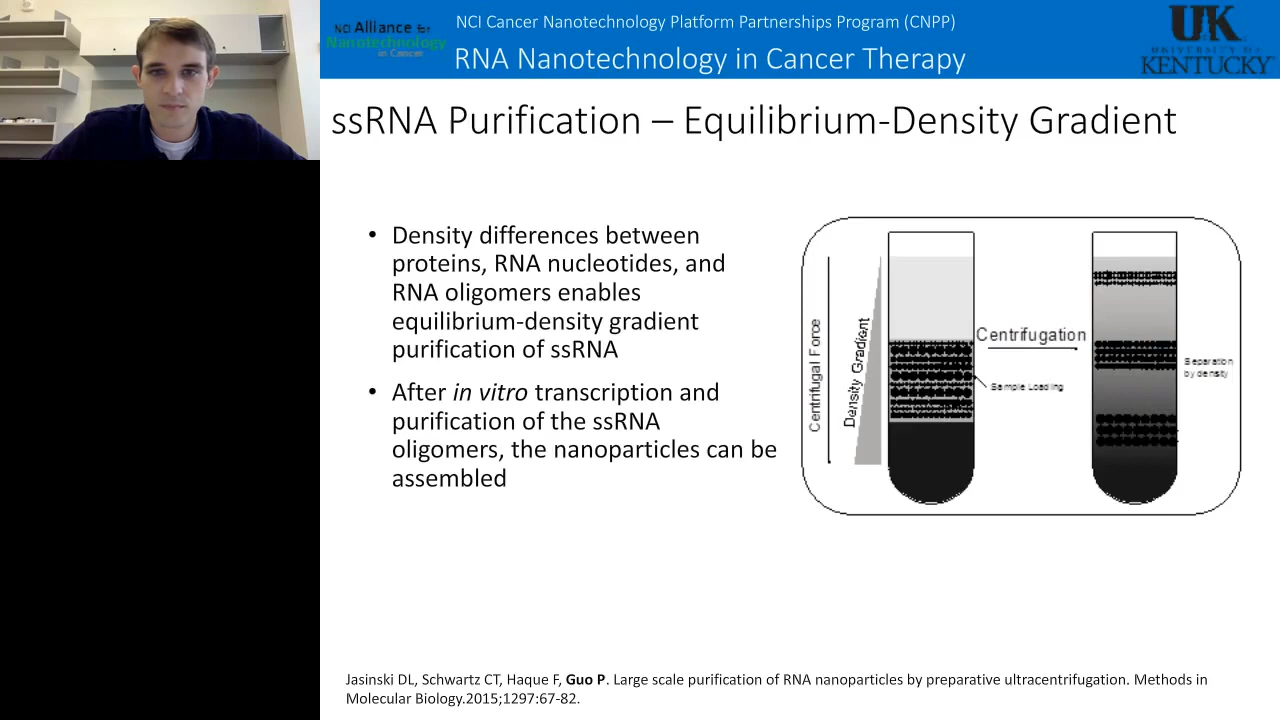 NCI Alliance for
Nanotechnology
in Cancer
NCI Cancer Nanotechnology Platform Partnerships Program (CNPP)
RNA Nanotechnology in Cancer Therapy
UK
UNIVERSITY OF
KENTUCKY
ssRNA Purification – Equilibrium-Density Gradient
• Density differences between
proteins, RNA nucleotides, and
RNA oligomers enables
equilibrium-density gradient
purification of ssRNA
• After in vitro transcription and
purification of the ssRNA
oligomers, the nanoparticles can be
assembled
Centrifugal Force
Density Gradient
Centrifugation
Sample Loading
Separation
by density
Jasinski DL, Schwartz CT, Haque F, Guo P. Large scale purification of RNA nanoparticles by preparative ultracentrifugation. Methods in
Molecular Biology.2015;1297:67-82.